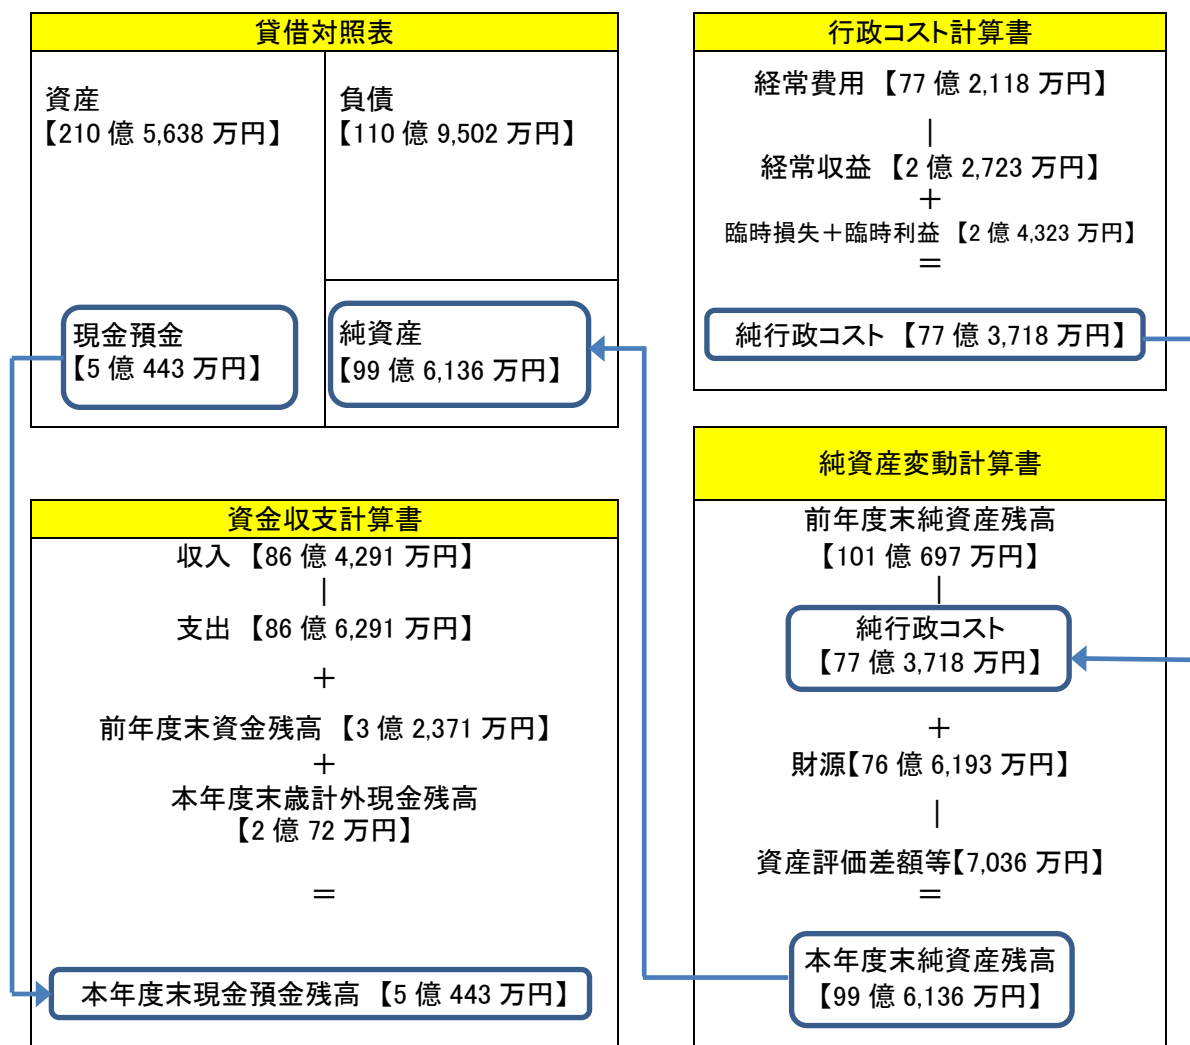 貸借対照表
資産
【210 億 5,638 万円】
負債
【110 億 9,502 万円】
現金預金
【5 億 443 万円】
純資産
【99 億 6,136 万円】
行政コスト計算書
経常費用 【77 億 2,118 万円】
|
経常収益 【2 億 2,723 万円】
＋
臨時損失＋臨時利益 【2 億 4,323 万円】
＝
純行政コスト 【77 億 3,718 万円】
資金収支計算書
収入 【86 億 4,291 万円】
|
支出 【86 億 6,291 万円】
＋
前年度末資金残高 【3 億 2,371 万円】
＋
本年度末歳計外現金残高
【2 億 72 万円】
＝
本年度末現金預金残高 【5 億 443 万円】
純資産変動計算書
前年度末純資産残高
【101 億 697 万円】
|
純行政コスト
【77 億 3,718 万円】
＋
財源【76 億 6,193 万円】
|
資産評価差額等【7,036 万円】
＝
本年度末純資産残高
【99 億 6,136 万円】